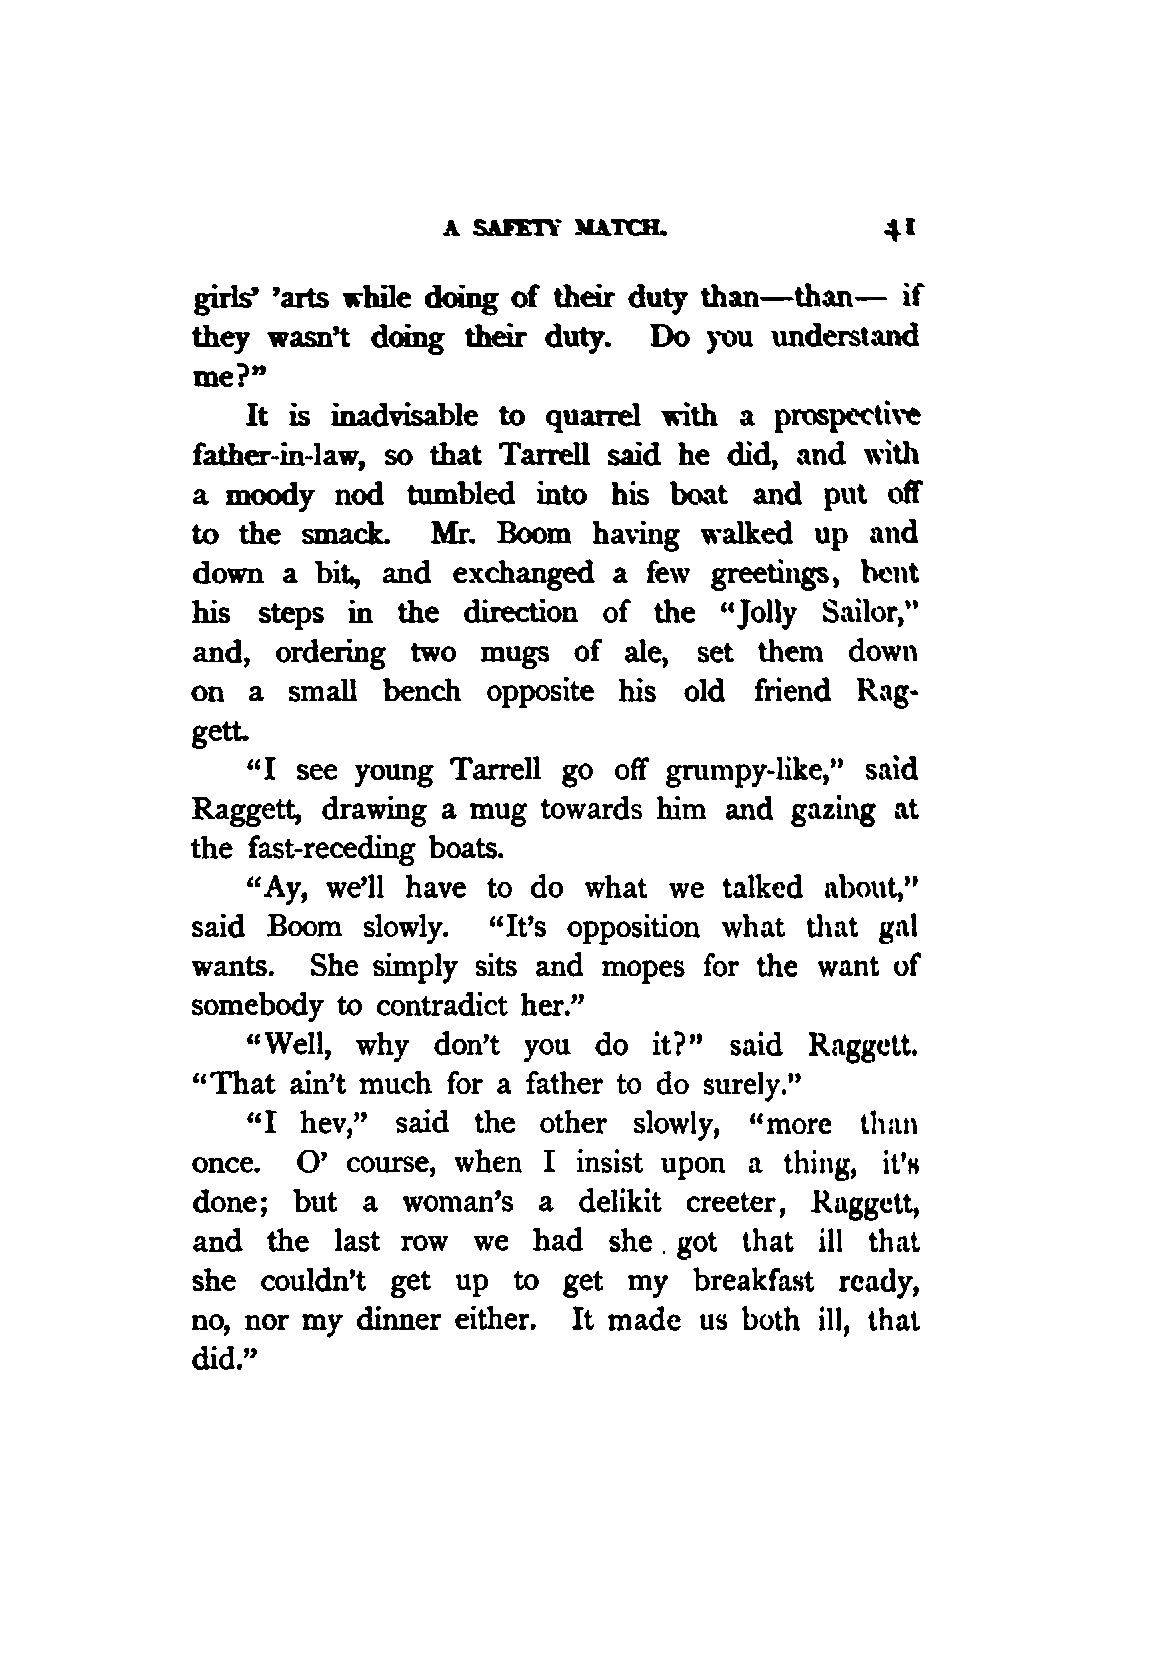 A SAFETY MATCH. 41
girls' 'arts while doing of their duty than—than— if
they wasn't doing their duty. Do you understand
me?"
It is inadvisable to quarrel with a prospective
father-in-law, so that Tarrell said he did, and with
a moody nod tumbled into his boat and put off
to the smack. Mr. Boom having walked up and
down a bit, and exchanged a few greetings, bent
his steps in the direction of the "Jolly Sailor,"
and, ordering two mugs of ale, set them down
on a small bench opposite his old friend Rag-
gett.
"I see young Tarrell go off grumpy-like," said
Raggett, drawing a mug towards him and gazing at
the fast-receding boats.
"Ay, we'll have to do what we talked about,"
said Boom slowly. "It's opposition what that gal
wants. She simply sits and mopes for the want of
somebody to contradict her."
"Well, why don't you do it?" said Raggett.
"That ain't much for a father to do surely."
"I hev," said the other slowly, "more than
once. O' course, when I insist upon a thing, it's
done; but a woman's a delikit creeter, Raggett,
and the last row we had she got that ill that
she couldn't get up to get my breakfast ready,
no, nor my dinner either. It made us both ill, that
did."